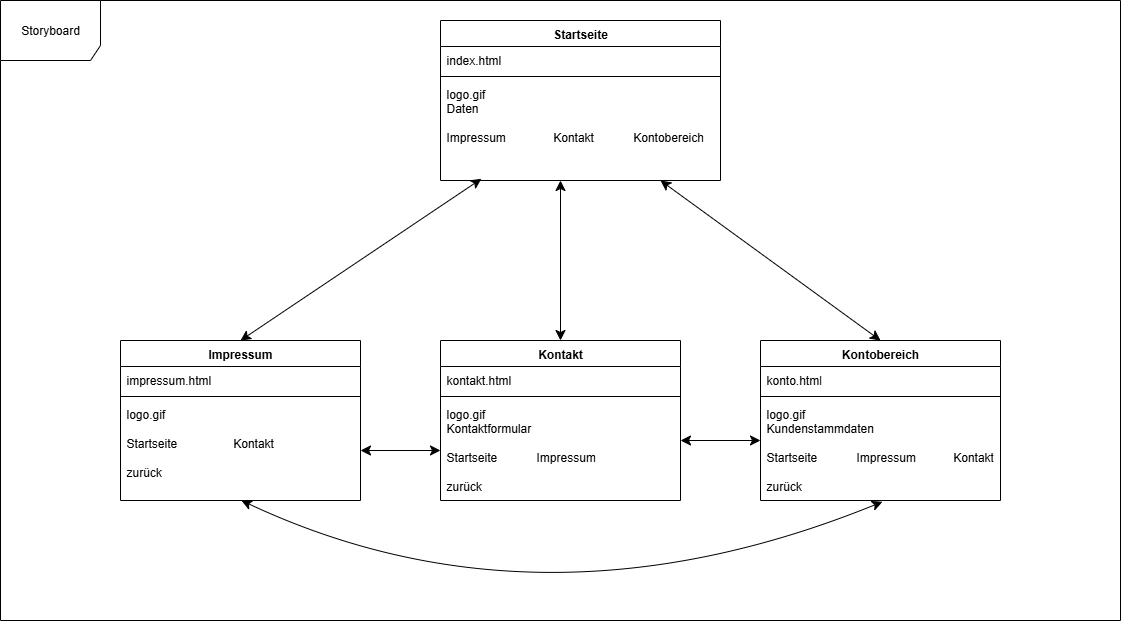 Storyboard
Startseite
index.html
logo.gif
Daten
Impressum Kontakt Kontobereich
Impressum
impressum.html
logo.gif
Startseite Kontakt
zurück
Kontakt
kontakt.html
logo.gif
Kontaktformular
Startseite Impressum
zurück
Kontobereich
konto.html
logo.gif
Kundenstammdaten
Startseite Impressum Kontakt
zurück